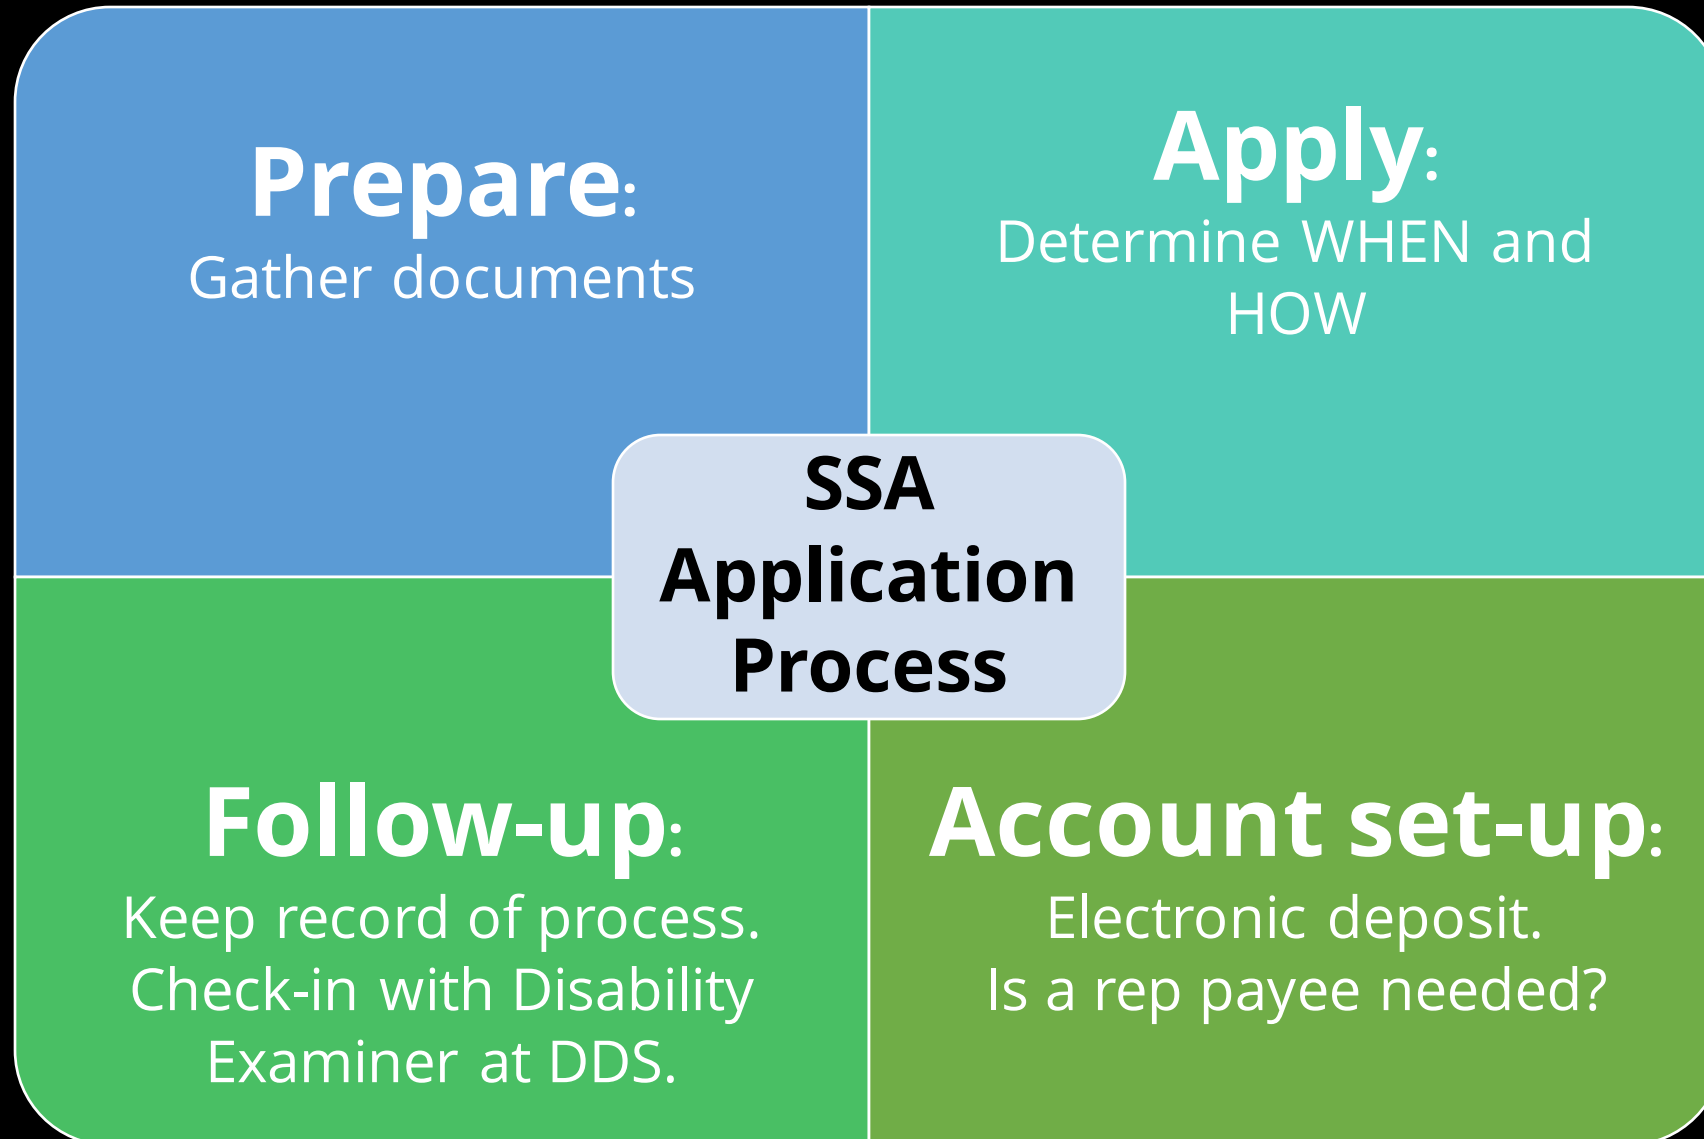 Prepare:
Gather documents
Apply:
Determine WHEN and
HOW
SSA
Application
Process
Follow-up:
Keep record of process.
Check-in with Disability
Examiner at DDS.
Account set-up:
Electronic deposit.
Is a rep payee needed?